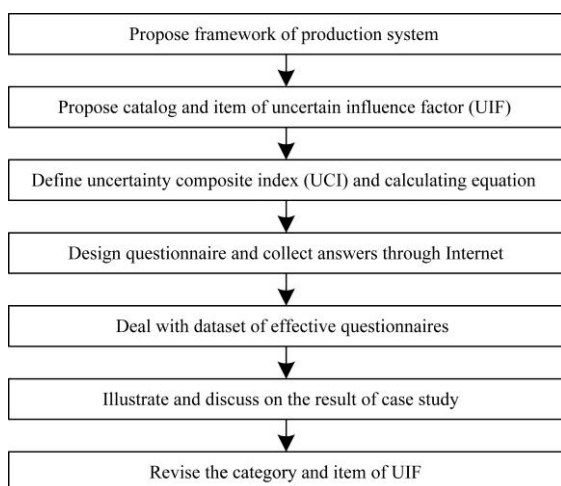 Propose framework of production system
Propose catalog and item of uncertain influence factor (UIF)
Define uncertainty composite index (UCI) and calculating equation
Design questionnaire and collect answers through Internet
Deal with dataset of effective questionnaires
Illustrate and discuss on the result of case study
Revise the category and item of UIF